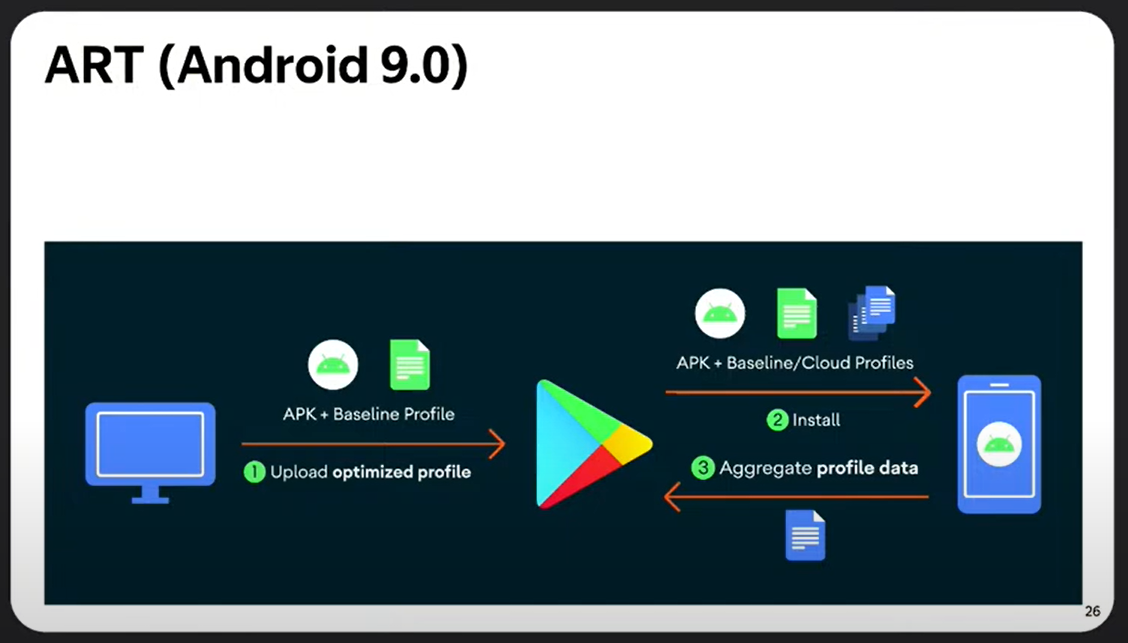 ART (Android 9.0)
APK + Baseline Profile
1 Upload optimized profile
APK + Baseline/Cloud Profiles
2 Install
3 Aggregate profile data
26